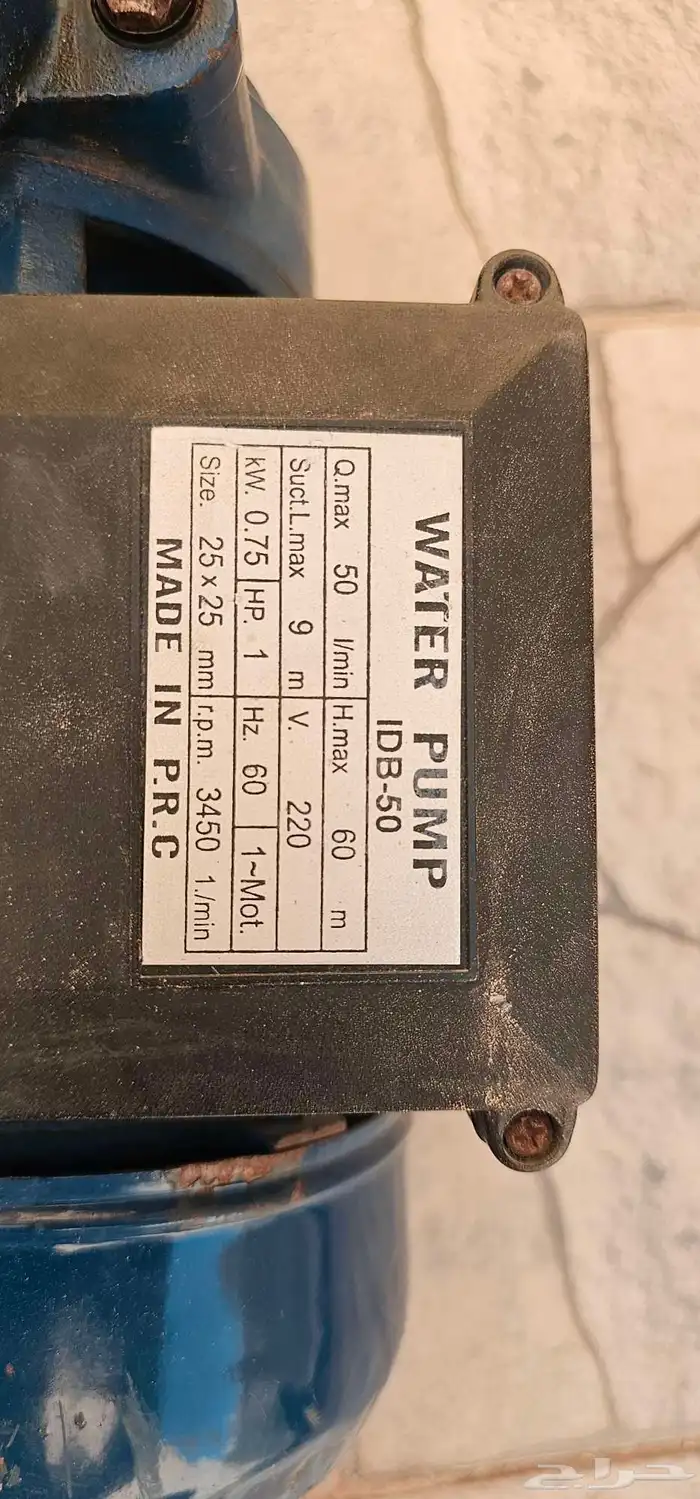 WATER PUMP
IDB-50
Q.max 50 l/min H.max 60 m
Suct.L.max 9 m V. 220
kW. 0.75 HP. 1 Hz. 60 1~Mot.
Size. 25 x 25 mm r.p.m. 3450 1./min
MADE IN P.R.C
حراج